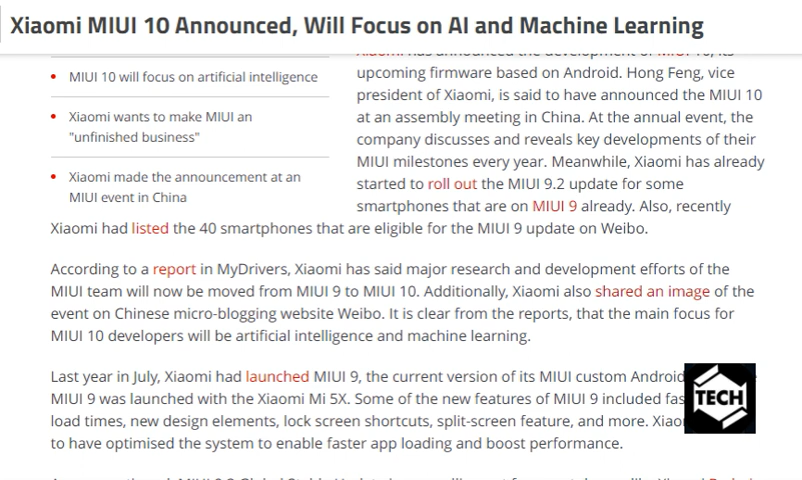 Xiaomi MIUI 10 Announced, Will Focus on AI and Machine Learning
MIUI 10 will focus on artificial intelligence
Xiaomi wants to make MIUI an
"unfinished business"
Xiaomi made the announcement at an
MIUI event in China
Xiaomi has announced the development of MIUI 10, its
upcoming firmware based on Android. Hong Feng, vice
president of Xiaomi, is said to have announced the MIUI 10
at an assembly meeting in China. At the annual event, the
company discusses and reveals key developments of their
MIUI milestones every year. Meanwhile, Xiaomi has already
started to roll out the MIUI 9.2 update for some
smartphones that are on MIUI 9 already. Also, recently
Xiaomi had listed the 40 smartphones that are eligible for the MIUI 9 update on Weibo.
According to a report in MyDrivers, Xiaomi has said major research and development efforts of the
MIUI team will now be moved from MIUI 9 to MIUI 10. Additionally, Xiaomi also shared an image of the
event on Chinese micro-blogging website Weibo. It is clear from the reports, that the main focus for
MIUI 10 developers will be artificial intelligence and machine learning.
Last year in July, Xiaomi had launched MIUI 9, the current version of its MIUI custom Android
MIUI 9 was launched with the Xiaomi Mi 5X. Some of the new features of MIUI 9 included
load times, new design elements, lock screen shortcuts, split-screen feature, and more.
to have optimised the system to enable faster app loading and boost performance.
TECH